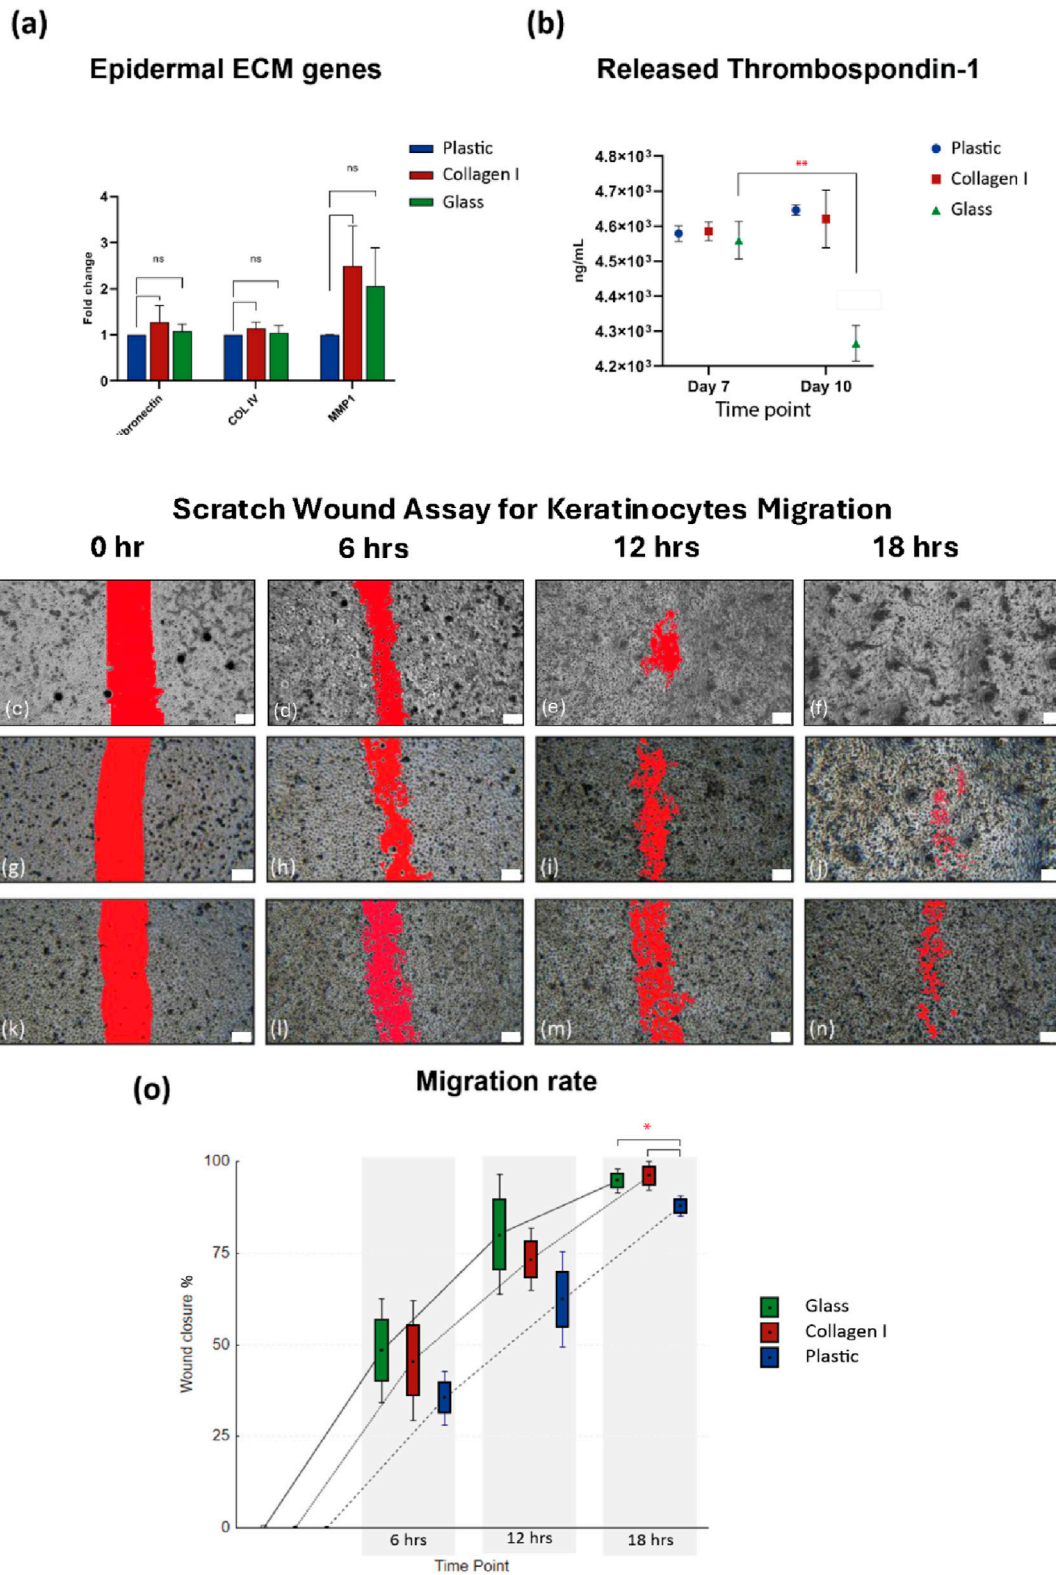 (a)
Epidermal ECM genes
Plastic
Collagen I
Glass
Fold change
4
3
2
1
0
ns
ns
ns
ibronectin
COL IV
MMP1
(b)
Released Thrombospondin-1
Plastic
Collagen I
Glass
ng/mL
4.8×10³
4.7×10³
4.6×10³
4.5×10³
4.4×10³
4.3×10³
4.2×10³
**
Day 7
Day 10
Time point
Scratch Wound Assay for Keratinocytes Migration
0 hr
6 hrs
12 hrs
18 hrs
(c)
(d)
(e)
(f)
(g)
(h)
(i)
(j)
(k)
(l)
(m)
(n)
(o)
Migration rate
*
Wound closure %
100
75
50
25
0
6 hrs
12 hrs
18 hrs
Time Point
Glass
Collagen I
Plastic